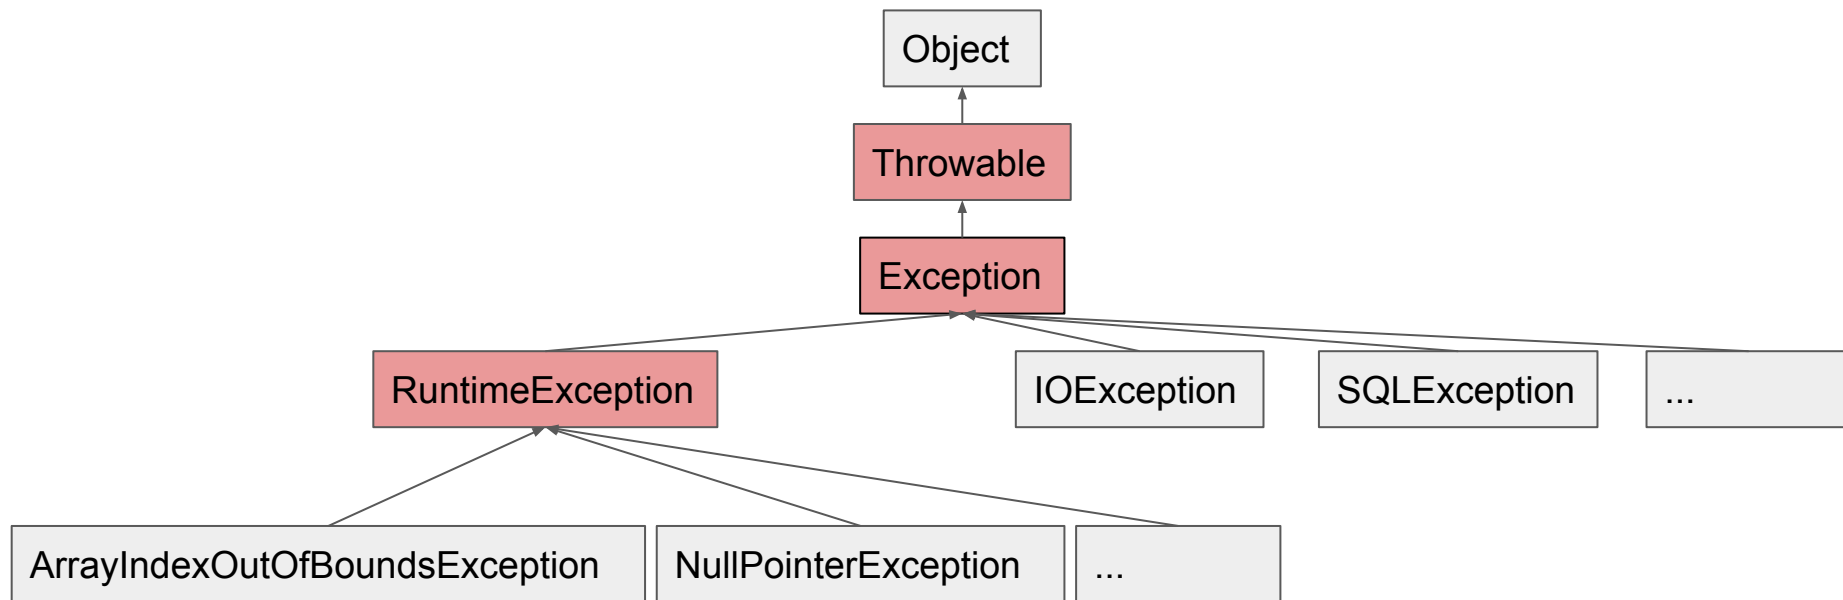 Object
Throwable
Exception
RuntimeException
IOException
SQLException
...
ArrayIndexOutOfBoundsException
NullPointerException
...